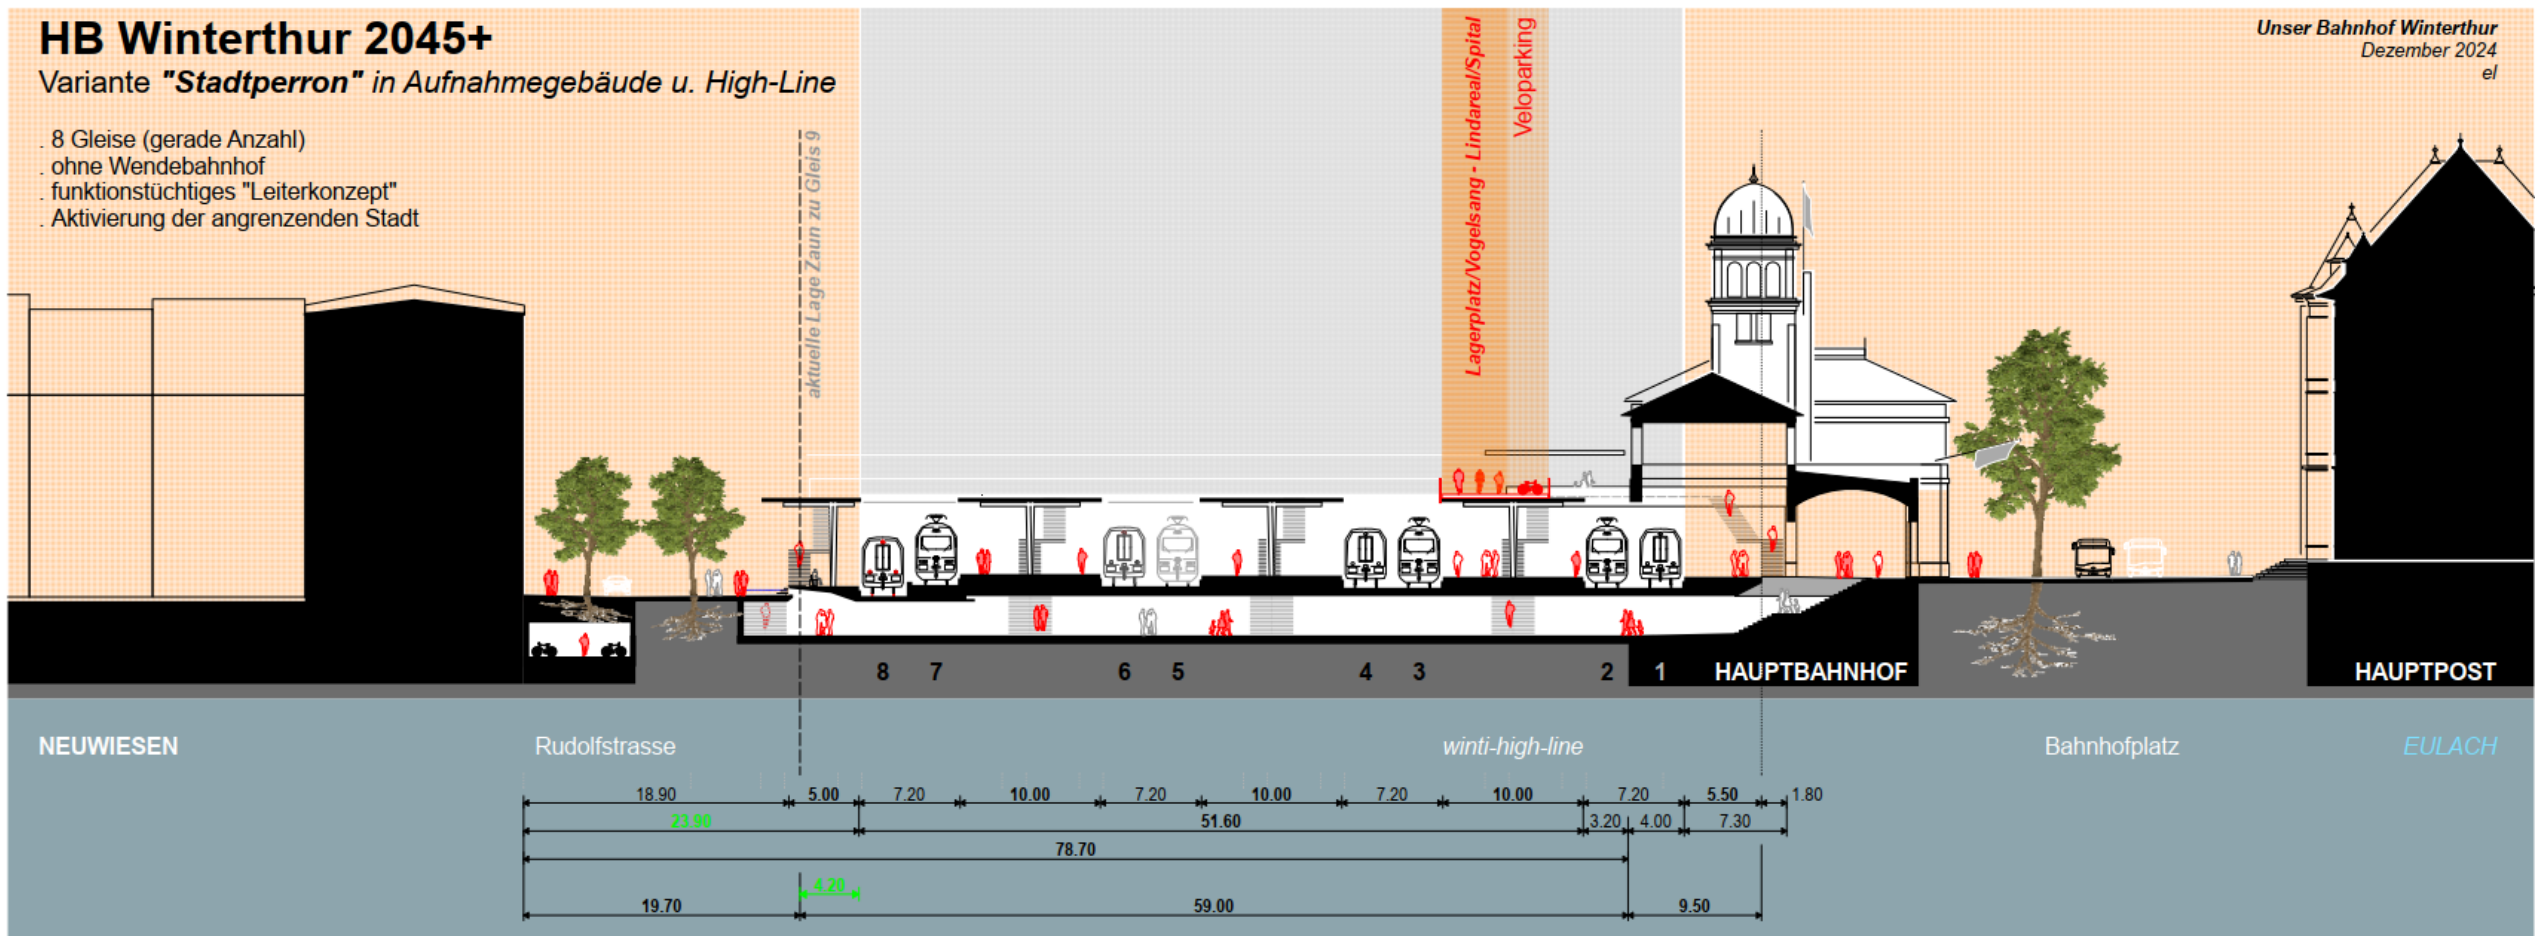 HB Winterthur 2045+
Variante "Stadtperron" in Aufnahmegebäude u. High-Line
. 8 Gleise (gerade Anzahl)
. ohne Wendebahnhof
. funktionstüchtiges "Leiterkonzept"
. Aktivierung der angrenzenden Stadt
aktuelle Lage Zaun zu Gleis 9
Lagerplatz/Vogelsang - Lindareal/Spital
Veloparking
Unser Bahnhof Winterthur
Dezember 2024
el
8 7 6 5 4 3 2 1 HAUPTBAHNHOF HAUPTPOST
NEUWIESEN Rudolfstrasse winti-high-line Bahnhofplatz EULACH
18.90 5.00 7.20 10.00 7.20 10.00 7.20 10.00 7.20 5.50 1.80
23.90 51.60 3.20 4.00 7.30
78.70
4.20
19.70 59.00 9.50